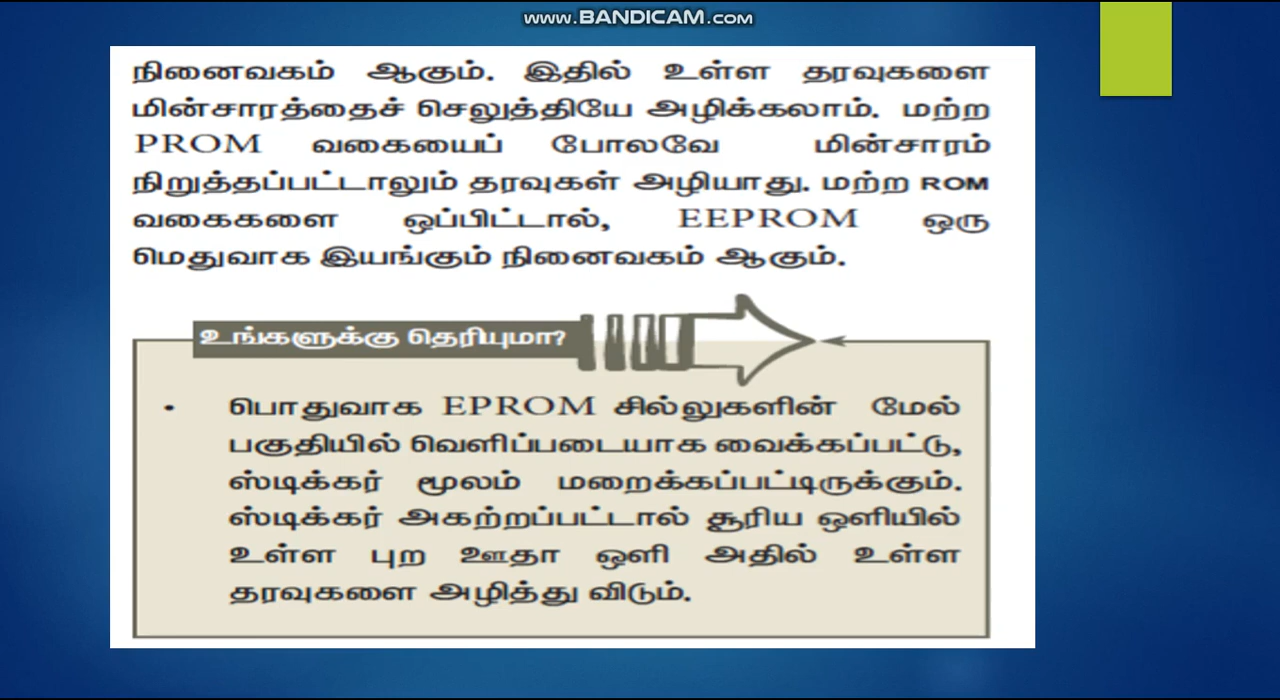 www.BANDICAM.com
நினைவகம் ஆகும். இதில் உள்ள தரவுகளை
மின்சாரத்தைச் செலுத்தியே அழிக்கலாம். மற்ற
PROM வகையைப் போலவே மின்சாரம்
நிறுத்தப்பட்டாலும் தரவுகள் அழியாது. மற்ற ROM
வகைகளை ஒப்பிட்டால், EEPROM ஒரு
மெதுவாக இயங்கும் நினைவகம் ஆகும்.
உங்களுக்கு தெரியுமா?
• பொதுவாக EPROM சில்லுகளின் மேல்
பகுதியில் வெளிப்படையாக வைக்கப்பட்டு,
ஸ்டிக்கர் மூலம் மறைக்கப்பட்டிருக்கும்.
ஸ்டிக்கர் அகற்றப்பட்டால் சூரிய ஒளியில்
உள்ள புற ஊதா ஒளி அதில் உள்ள
தரவுகளை அழித்து விடும்.